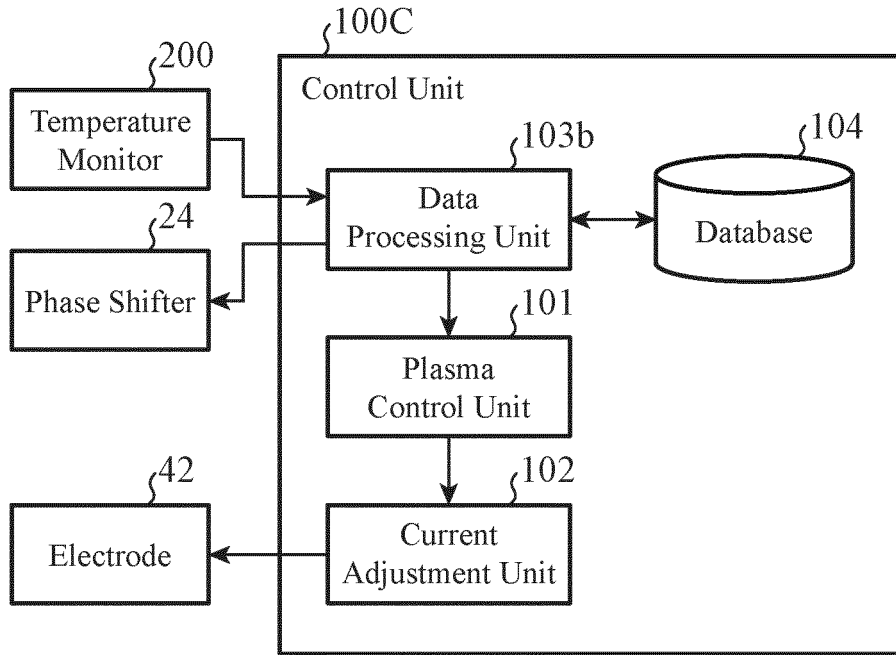 100C
200
Control Unit
Temperature
Monitor
103b
104
Data
Processing Unit
Database
24
Phase Shifter
101
Plasma
Control Unit
42
102
Electrode
Current
Adjustment Unit